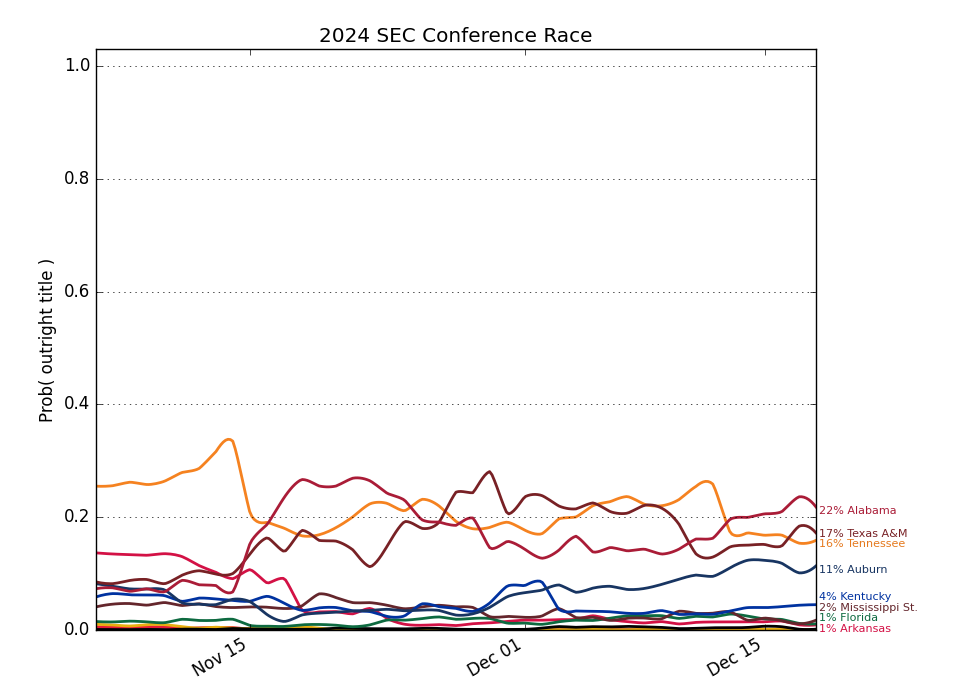 2024 SEC Conference Race
Prob( outright title )
1.0
0.8
0.6
0.4
0.2
0.0
Nov 15
Dec 01
Dec 15
22% Alabama
17% Texas A&M
16% Tennessee
11% Auburn
4% Kentucky
2% Mississippi St.
1% Florida
1% Arkansas